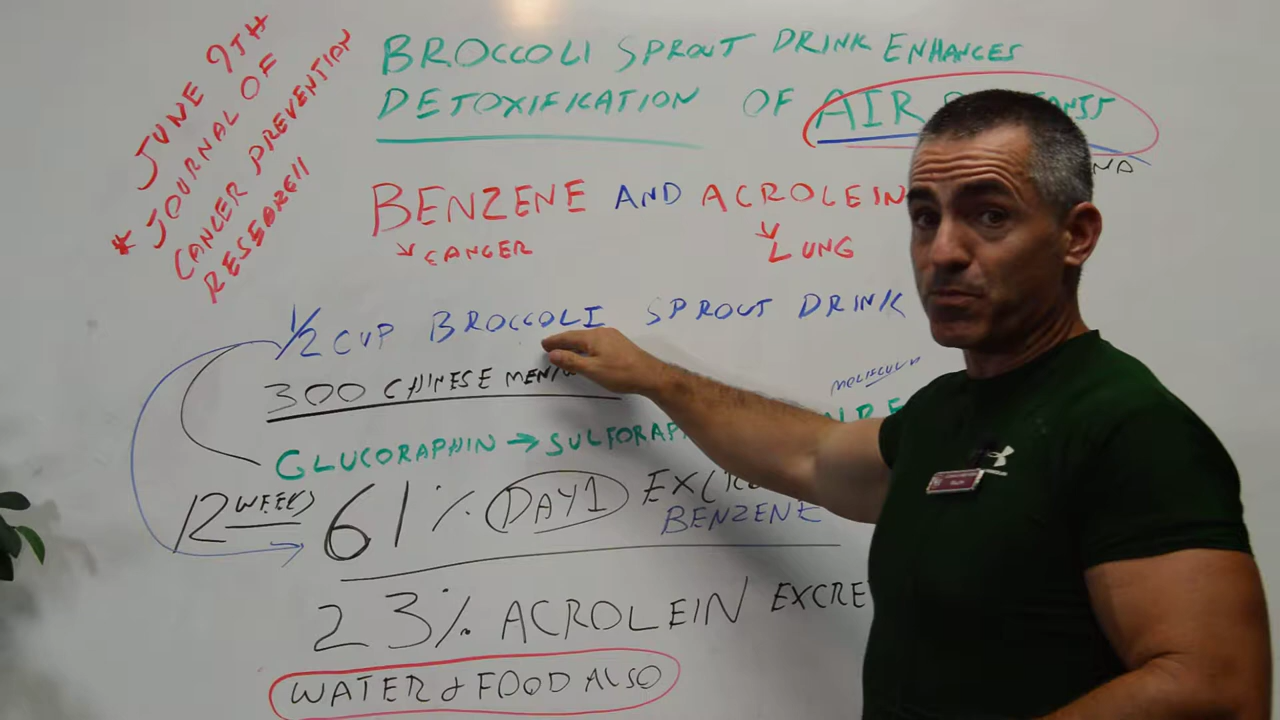 JUNE 9TH
* JOURNAL OF
CANCER PREVENTION
RESEARCH
BROCCOLI SPROUT DRINK ENHANCES
DETOXIFICATION OF AIR
BENZENE AND ACROLEIN
CANCER
LUNG
1/2 CUP BROCCOLI SPROUT DRINK
300 CHINESE
MOLECULE
GLUCORAPHIN → SULFORAP
12 WEEKS 61% DAY 1
BENZENE
23% ACROLEIN EXCRE
WATER & FOOD ALSO